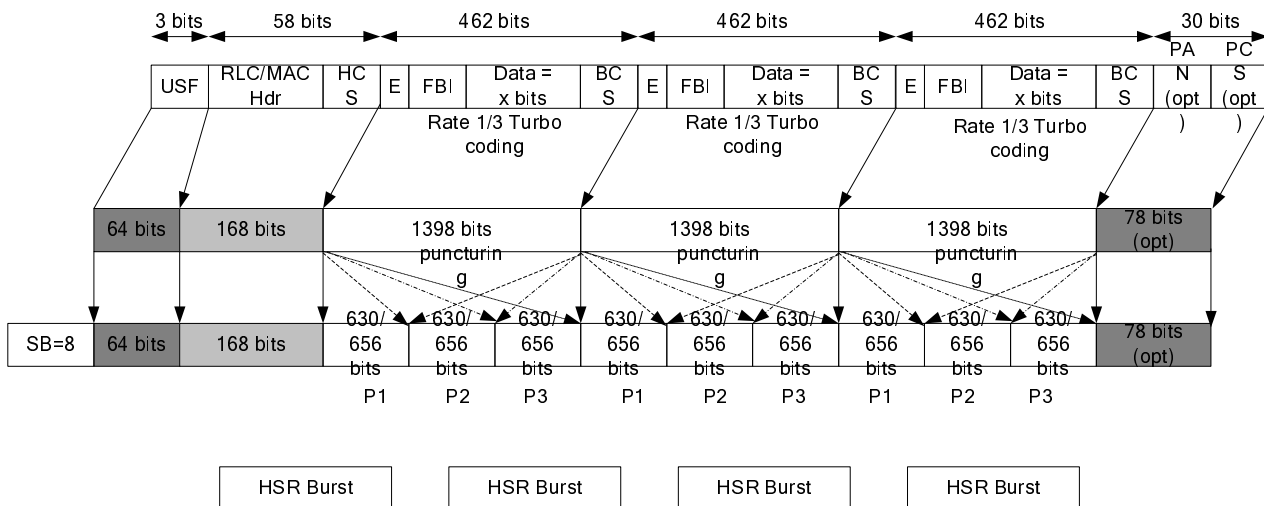 3 bits 58 bits 462 bits 462 bits 462 bits 30 bits
USF
RLC/MAC
Hdr
HC
S
E
FBI
Data =
x bits
BC
S
E
FBI
Data =
x bits
BC
S
E
FBI
Data =
x bits
BC
S
PA
N
(opt
)
PC
S
(opt
)
Rate 1/3 Turbo
coding
Rate 1/3 Turbo
coding
Rate 1/3 Turbo
coding
64 bits
168 bits
1398 bits
puncturin
g
1398 bits
puncturin
g
1398 bits
puncturin
g
78 bits
(opt)
SB=8
64 bits
168 bits
630/
656
bits
630/
656
bits
630/
656
bits
630/
656
bits
630/
656
bits
630/
656
bits
630/
656
bits
630/
656
bits
630/
656
bits
78 bits
(opt)
P1 P2 P3 P1 P2 P3 P1 P2 P3
HSR Burst HSR Burst HSR Burst HSR Burst